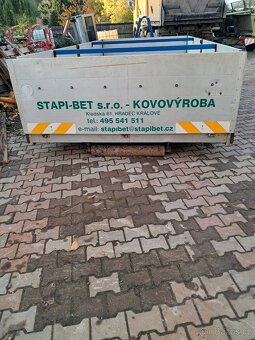 STAPI-BET s.r.o. - KOVOVÝROBA
Kladská 61, HRADEC KRÁLOVÉ
tel.: 495 541 511
e-mail: stapibet@stapibet.cz